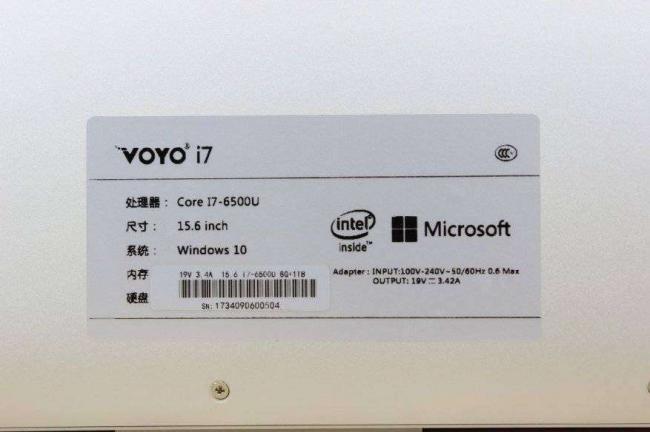 VOYO® i7
CCC
处理器：Core I7-6500U
尺寸：15.6 inch
系统：Windows 10
内存
硬盘
19V 3.4A 15.6 i7-6500U 8G+1TB
SN: 1734090600504
intel inside™
Microsoft
Adapter : INPUT:100V-240V~50/60Hz 0.6 Max
OUTPUT: 19V ⎓ 3.42A